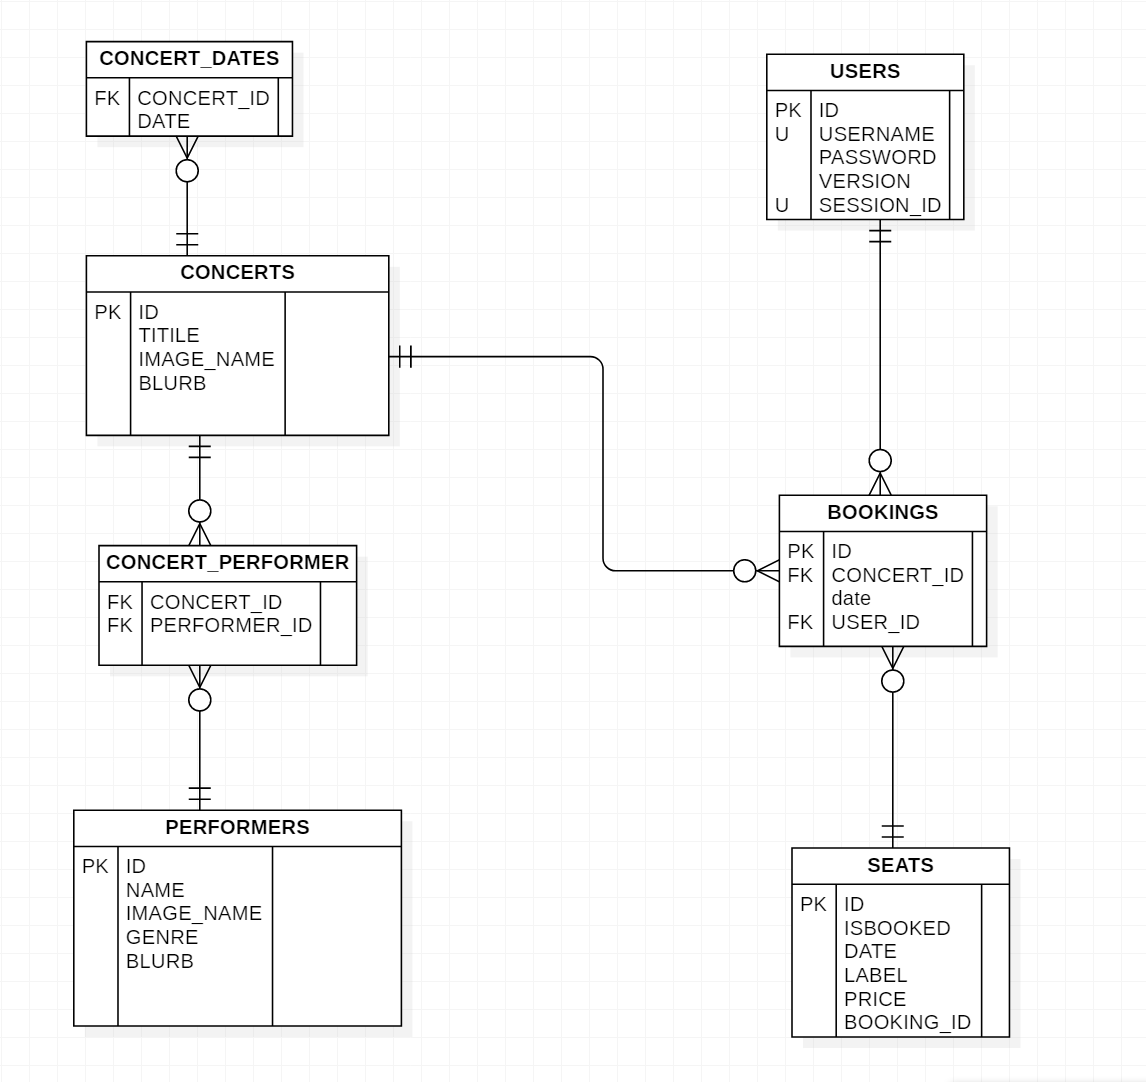 CONCERT_DATES
FK CONCERT_ID
DATE
CONCERTS
PK ID
TITILE
IMAGE_NAME
BLURB
CONCERT_PERFORMER
FK CONCERT_ID
FK PERFORMER_ID
PERFORMERS
PK ID
NAME
IMAGE_NAME
GENRE
BLURB
USERS
PK ID
U USERNAME
PASSWORD
VERSION
U SESSION_ID
BOOKINGS
PK ID
FK CONCERT_ID
date
FK USER_ID
SEATS
PK ID
ISBOOKED
DATE
LABEL
PRICE
BOOKING_ID